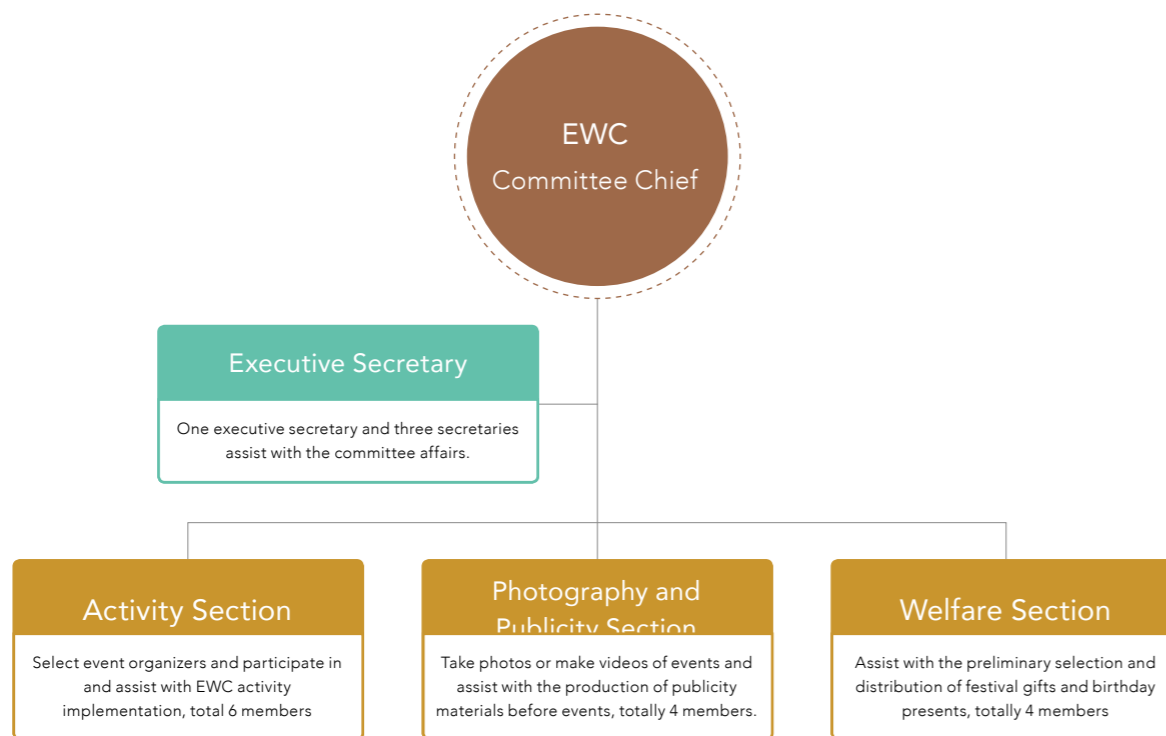 EWC
Committee Chief
Executive Secretary
One executive secretary and three secretaries
assist with the committee affairs.
Activity Section
Select event organizers and participate in
and assist with EWC activity
implementation, total 6 members
Photography and
Publicity Section
Take photos or make videos of events and
assist with the production of publicity
materials before events, totally 4 members.
Welfare Section
Assist with the preliminary selection and
distribution of festival gifts and birthday
presents, totally 4 members